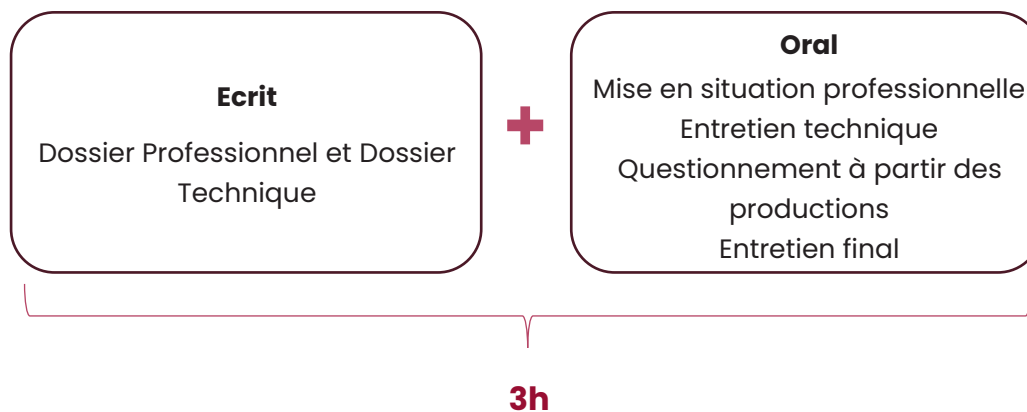 Ecrit
Dossier Professionnel et Dossier
Technique
Oral
Mise en situation professionnelle
Entretien technique
Questionnement à partir des
productions
Entretien final
3h